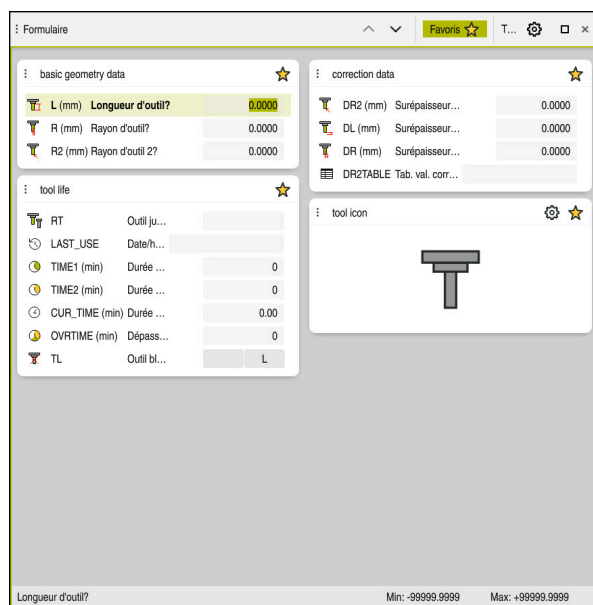 Formulaire
Favoris
T...
basic geometry data
L (mm) Longueur d'outil? 0.0000
R (mm) Rayon d'outil? 0.0000
R2 (mm) Rayon d'outil 2? 0.0000
tool life
RT Outil ju...
LAST_USE Date/h...
TIME1 (min) Durée ... 0
TIME2 (min) Durée ... 0
CUR_TIME (min) Durée ... 0.00
OVRTIME (min) Dépass... 0
TL Outil bl... L
correction data
DR2 (mm) Surépaisseur... 0.0000
DL (mm) Surépaisseur... 0.0000
DR (mm) Surépaisseur... 0.0000
DR2TABLE Tab. val. corr...
tool icon
Longueur d'outil? Min: -99999.9999 Max: +99999.9999